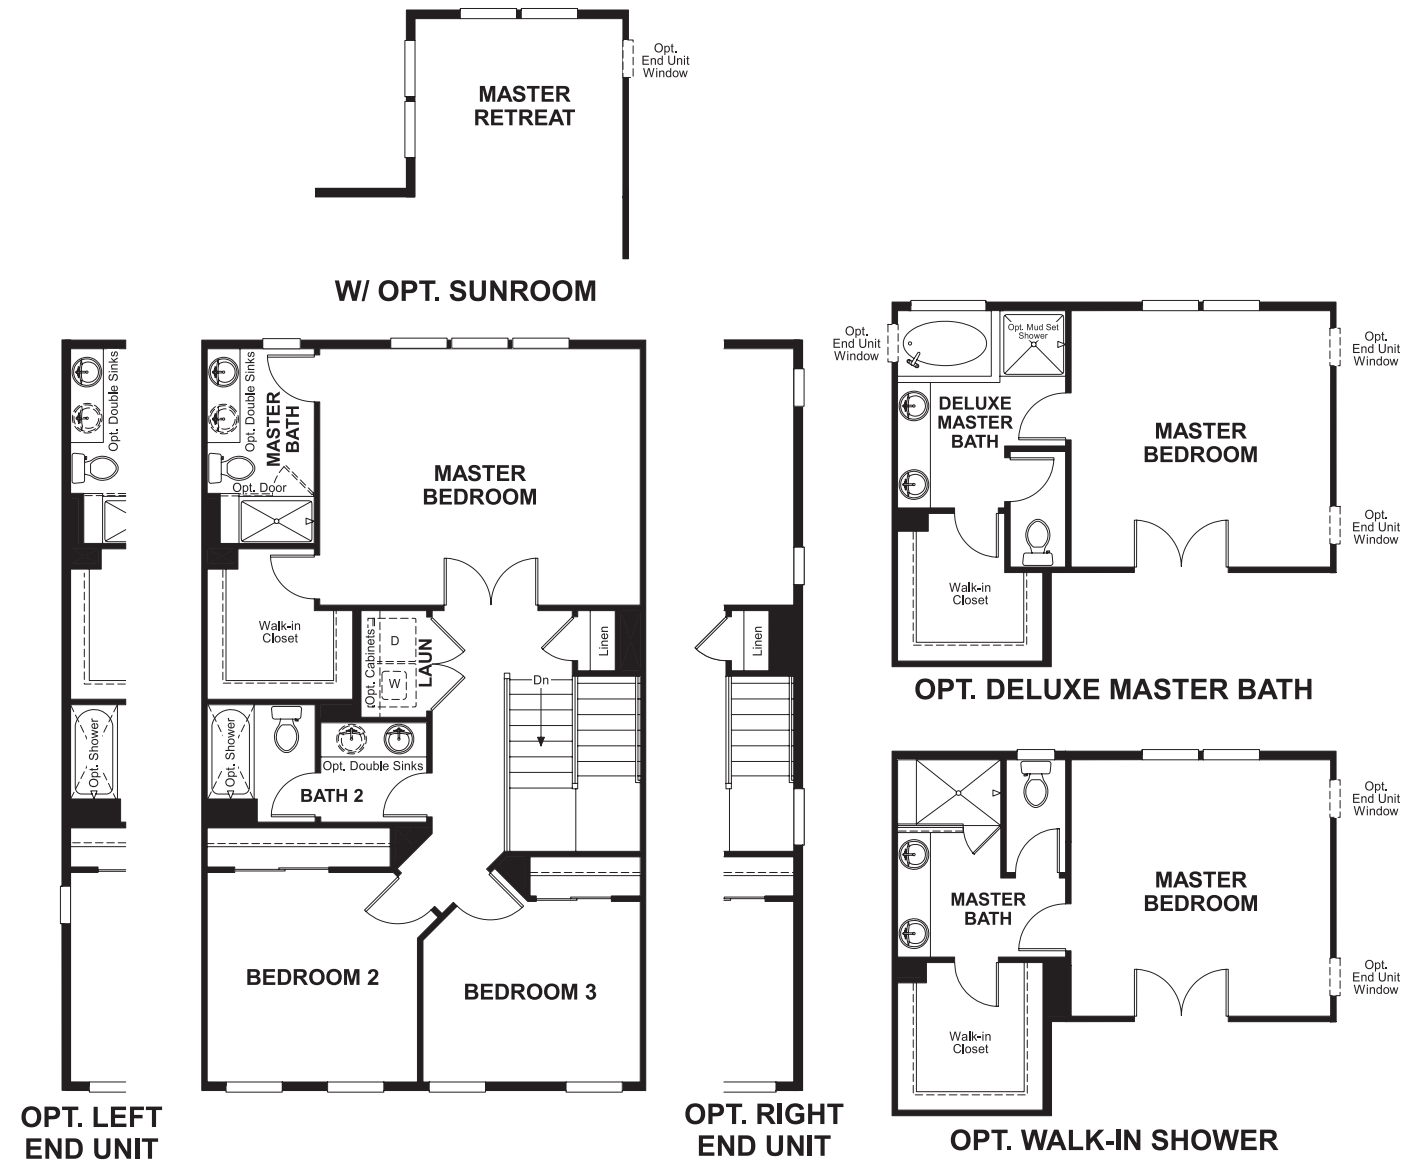 Opt.
End Unit
Window
MASTER
RETREAT
W/ OPT. SUNROOM
Opt. Double Sinks
Opt. Shower
OPT. LEFT
END UNIT
Opt. Double Sinks
MASTER
BATH
Opt. Door
MASTER
BEDROOM
Walk-in
Closet
Opt. Cabinets
D
W
LAUN
Linen
Dn
Opt. Shower
Opt. Double Sinks
BATH 2
BEDROOM 2
BEDROOM 3
Linen
OPT. RIGHT
END UNIT
Opt.
End Unit
Window
Opt. Mud Set
Shower
Opt.
End Unit
Window
DELUXE
MASTER
BATH
MASTER
BEDROOM
Opt.
End Unit
Window
Walk-in
Closet
OPT. DELUXE MASTER BATH
Opt.
End Unit
Window
MASTER
BATH
MASTER
BEDROOM
Opt.
End Unit
Window
Walk-in
Closet
OPT. WALK-IN SHOWER